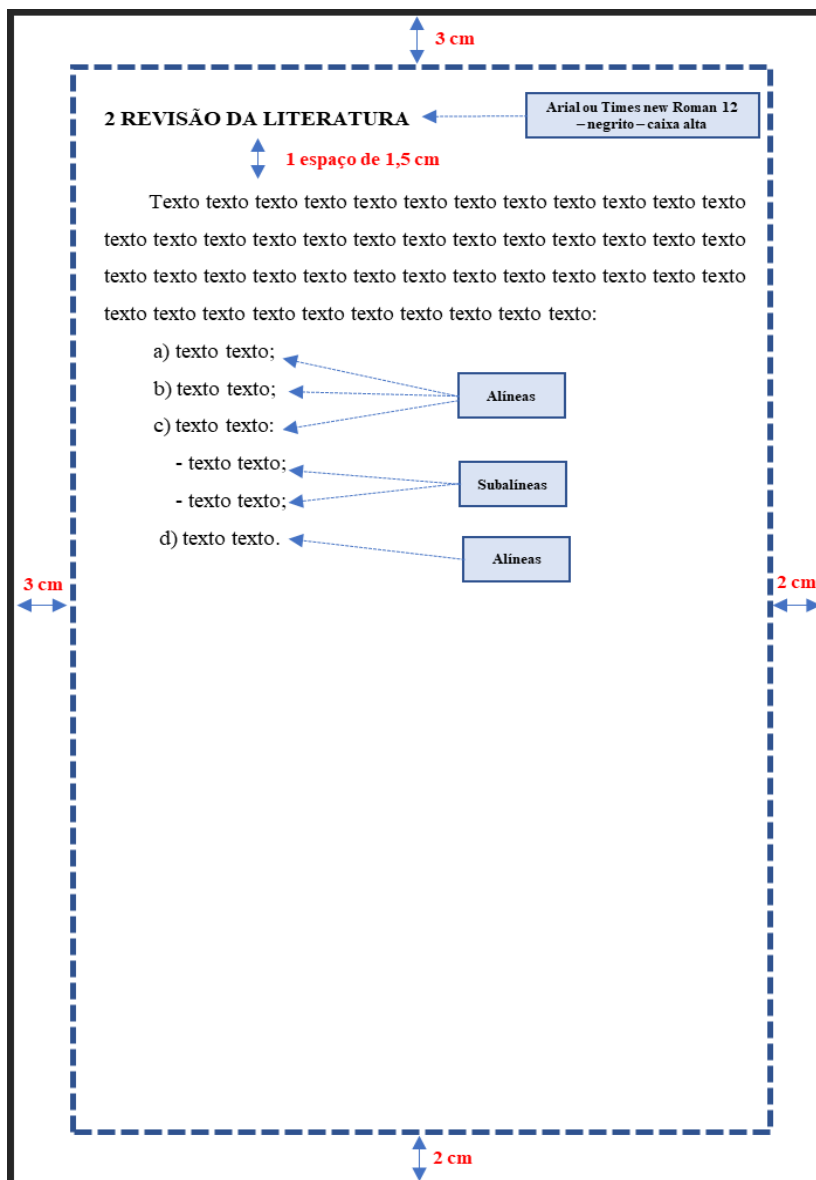 3 cm
2 REVISÃO DA LITERATURA
Arial ou Times new Roman 12
– negrito – caixa alta
1 espaço de 1,5 cm
Texto texto texto texto texto texto texto texto texto texto texto texto
texto texto texto texto texto texto texto texto texto texto texto texto texto
texto texto texto texto texto texto texto texto texto texto texto texto texto
texto texto texto texto texto texto texto texto texto texto:
a) texto texto;
b) texto texto;
c) texto texto:
Alíneas
- texto texto;
- texto texto;
Subalíneas
d) texto texto.
Alíneas
3 cm
2 cm
2 cm